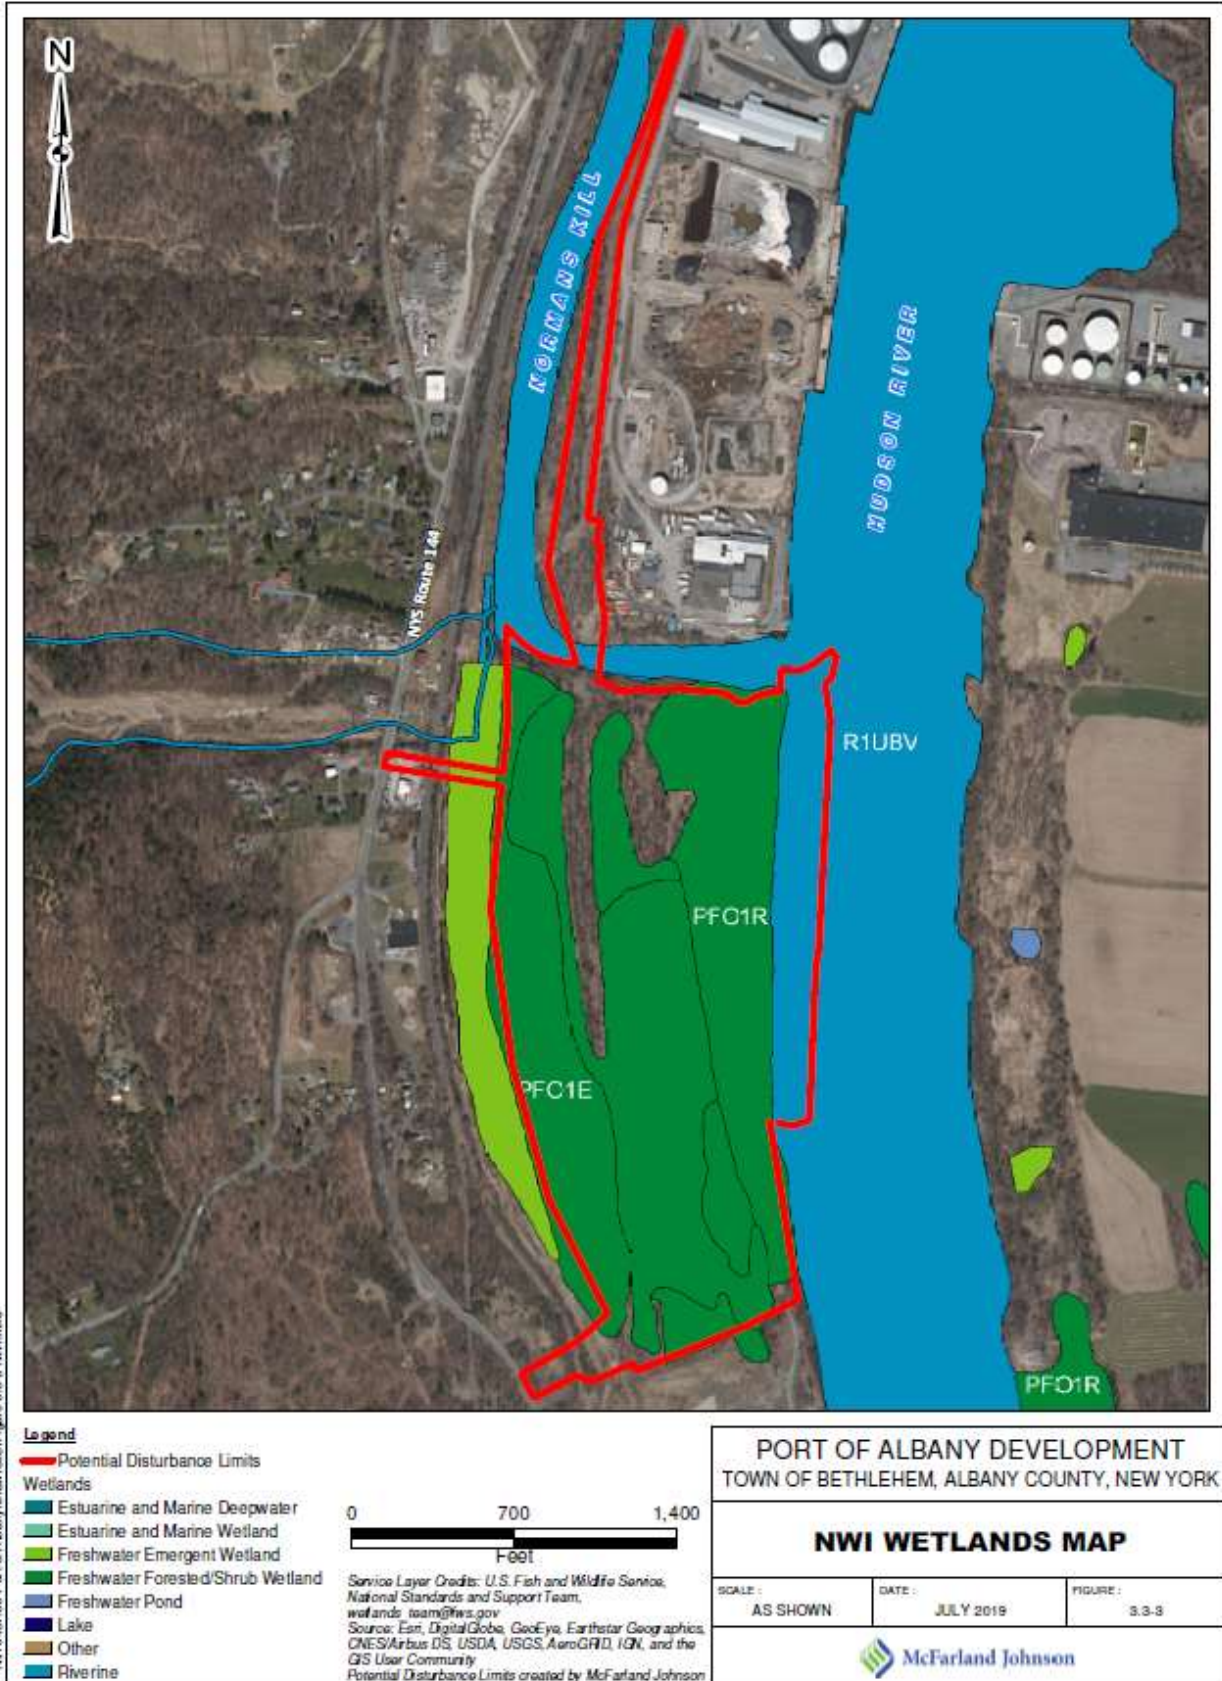 N
NORMANS KILL
HUDSON RIVER
NYS Route 144
R1UBV
PFO1R
PFO1E
PFO1R
Legend
Potential Disturbance Limits
Wetlands
Estuarine and Marine Deepwater
Estuarine and Marine Wetland
Freshwater Emergent Wetland
Freshwater Forested/Shrub Wetland
Freshwater Pond
Lake
Other
Riverine
0 700 1,400
Feet
Service Layer Credits: U.S. Fish and Wildlife Service,
National Standards and Support Team,
wetlands_team@fws.gov
Source: Esri, DigitalGlobe, GeoEye, Earthstar Geographics,
CNES/Airbus DS, USDA, USGS, AeroGRID, IGN, and the
GIS User Community
Potential Disturbance Limits created by McFarland Johnson
PORT OF ALBANY DEVELOPMENT
TOWN OF BETHLEHEM, ALBANY COUNTY, NEW YORK
NWI WETLANDS MAP
SCALE :
AS SHOWN
DATE :
JULY 2019
FIGURE :
3.3-3
McFarland Johnson